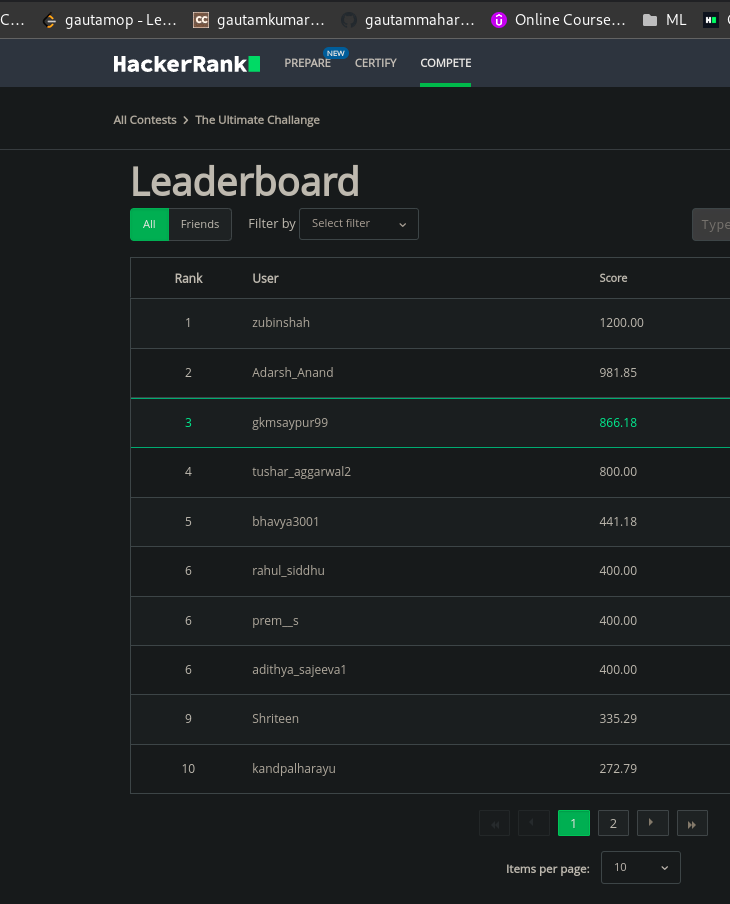 C... gautamop - Le... gautamkumar... gautammahar... Online Course... ML
HackerRank PREPARE NEW CERTIFY COMPETE
All Contests > The Ultimate Challange
Leaderboard
All Friends Filter by Select filter Type
Rank User Score
1 zubinshah 1200.00
2 Adarsh_Anand 981.85
3 gkmsaypur99 866.18
4 tushar_aggarwal2 800.00
5 bhavya3001 441.18
6 rahul_siddhu 400.00
6 prem__s 400.00
6 adithya_sajeeva1 400.00
9 Shriteen 335.29
10 kandpalharayu 272.79
1 2
Items per page: 10